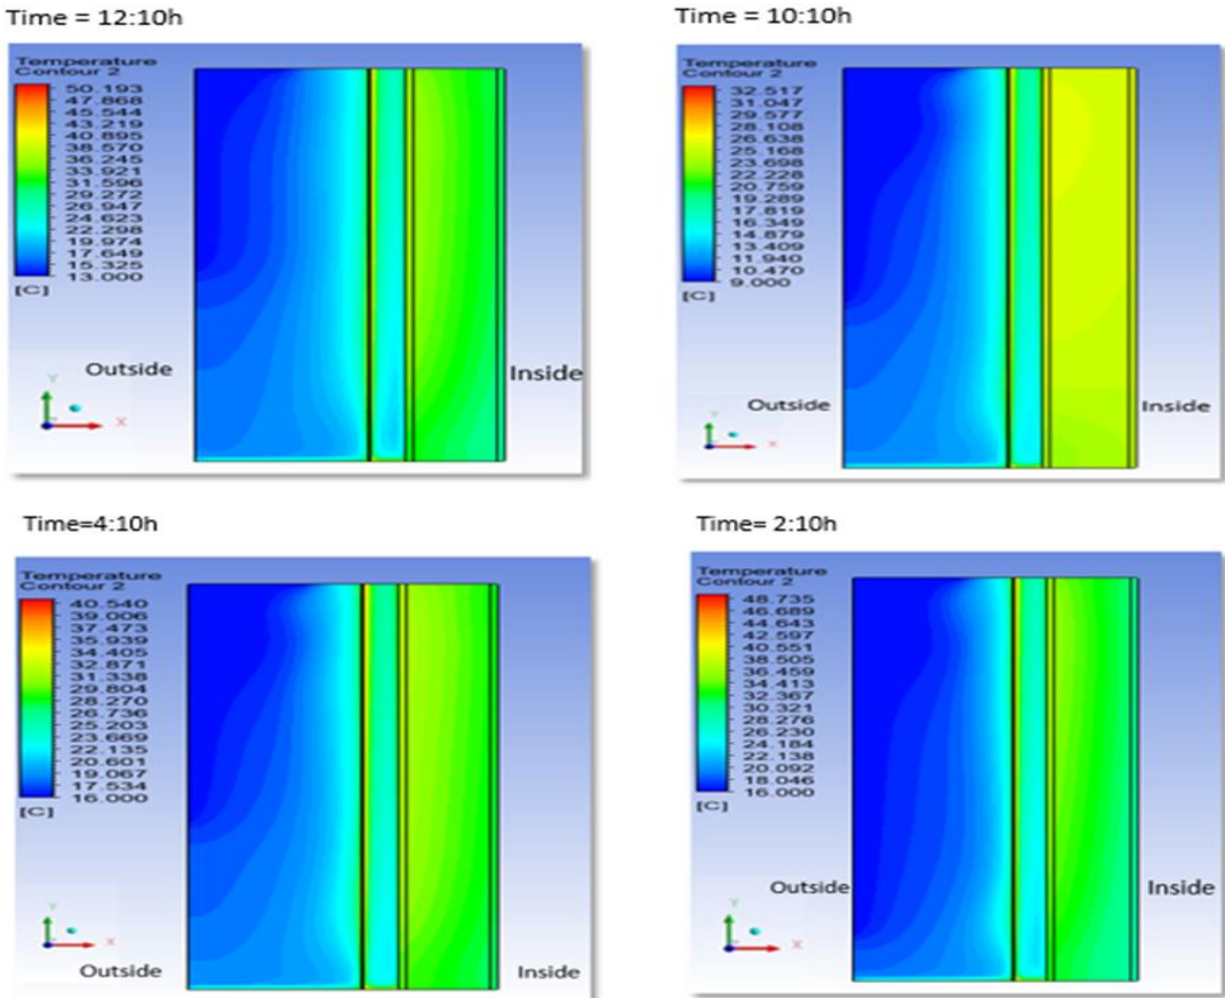 Time = 12:10h
Temperature
Contour 2
50.193
47.868
45.544
43.219
40.895
38.570
36.245
33.921
31.596
29.272
26.947
24.623
22.298
19.974
17.649
15.325
13.000
[C]
Outside
Inside
Y
X
Time = 10:10h
Temperature
Contour 2
32.517
31.047
29.577
28.108
26.638
25.168
23.698
22.228
20.759
19.289
17.819
16.349
14.879
13.409
11.940
10.470
9.000
[C]
Outside
Inside
Y
X
Time=4:10h
Temperature
Contour 2
40.540
39.006
37.473
35.939
34.405
32.871
31.338
29.804
28.270
26.736
25.203
23.669
22.135
20.601
19.067
17.534
16.000
[C]
Y
X
Outside
Inside
Time= 2:10h
Temperature
Contour 2
48.735
46.689
44.643
42.597
40.551
38.505
36.459
34.413
32.367
30.321
28.276
26.230
24.184
22.138
20.092
18.046
16.000
[C]
Outside
Inside
Y
X